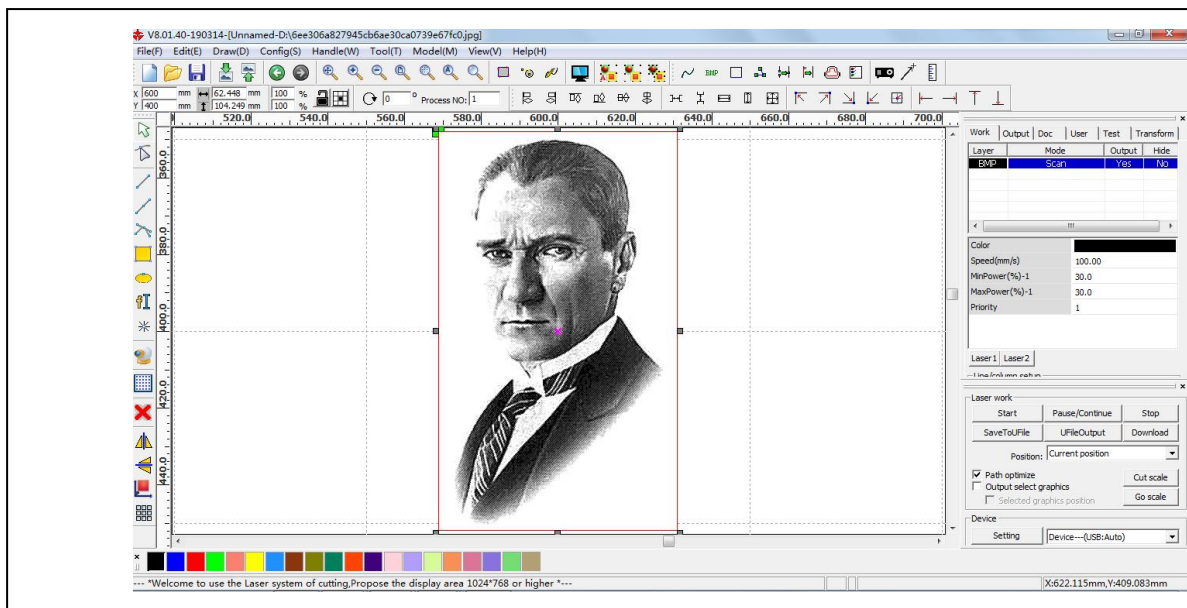 V8.01.40-190314-[Unnamed-D:\6ee306a827945cb6ae30ca0739e67fc0.jpg]
File(F) Edit(E) Draw(D) Config(S) Handle(W) Tool(T) Model(M) View(V) Help(H)
BMP
X 600 mm 62.448 mm 100 %
Y 400 mm 104.249 mm 100 %
0 ° Process NO: 1
520.0 540.0 560.0 580.0 600.0 620.0 640.0 660.0 680.0 700.0
360.0
380.0
400.0
420.0
440.0
Work Output Doc User Test Transform
Layer Mode Output Hide
BMP Scan Yes No
Color
Speed(mm/s) 100.00
MinPower(%)-1 30.0
MaxPower(%)-1 30.0
Priority 1
Laser1 Laser2
Line/column setup
Laser work
Start Pause/Continue Stop
SaveToUFile UFileOutput Download
Position: Current position
Path optimize
Output select graphics
Cut scale
Selected graphics position
Go scale
Device
Setting Device---(USB:Auto)
--- *Welcome to use the Laser system of cutting,Propose the display area 1024*768 or higher *---
X:622.115mm,Y:409.083mm